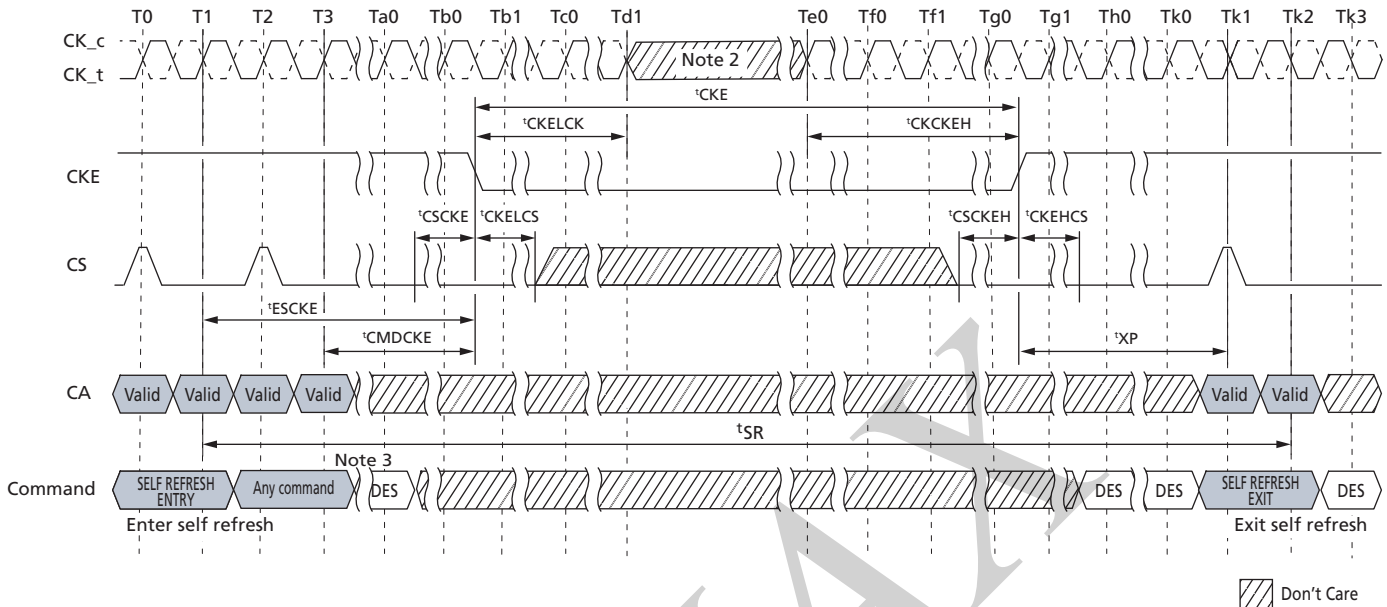 T0 T1 T2 T3 Ta0 Tb0 Tb1 Tc0 Td1 Te0 Tf0 Tf1 Tg0 Tg1 Th0 Tk0 Tk1 Tk2 Tk3
CK_c
CK_t
Note 2
tCKE
tCKELCK tCKCKEH
CKE
tCSCKE tCKELCS tCSCKEH tCKEHCS
CS
tESCKE
tCMDCKE tXP
CA Valid Valid Valid Valid Valid Valid
tSR
Note 3
Command SELF REFRESH ENTRY Any command DES DES DES SELF REFRESH EXIT DES
Enter self refresh Exit self refresh
Don't Care